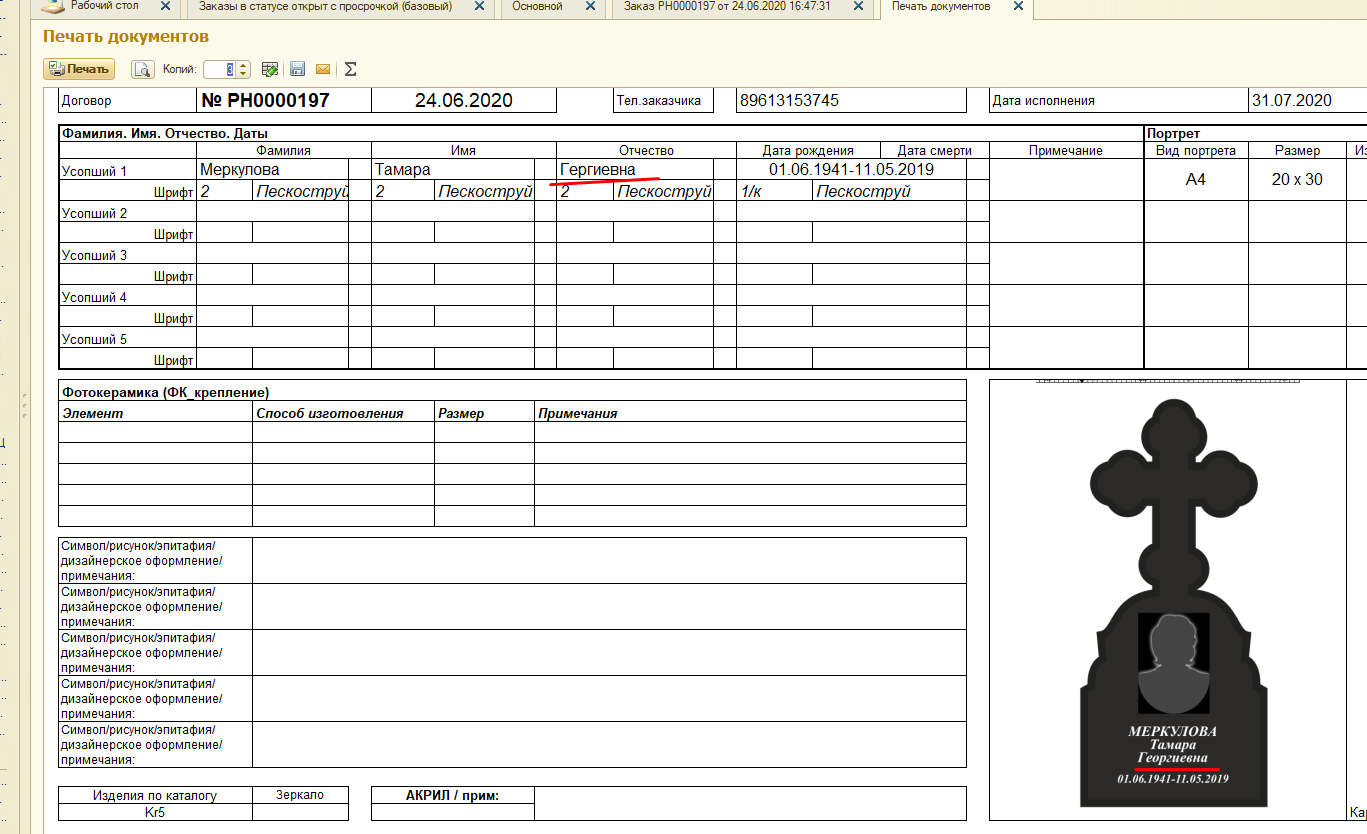 Рабочий стол Заказы в статусе открыт с просрочкой (базовый) Основной Заказ РН0000197 от 24.06.2020 16:47:31 Печать документов
Печать документов
Печать Копий: 3 Σ
Договор № РН0000197 24.06.2020 Тел.заказчика 89613153745 Дата исполнения 31.07.2020
Фамилия. Имя. Отчество. Даты Портрет
Фамилия Имя Отчество Дата рождения Дата смерти Примечание Вид портрета Размер
Усопший 1 Меркулова Тамара Гергиевна 01.06.1941-11.05.2019 А4 20 х 30
Шрифт 2 Пескоструй 2 Пескоструй 2 Пескоструй 1/к Пескоструй
Усопший 2
Шрифт
Усопший 3
Шрифт
Усопший 4
Шрифт
Усопший 5
Шрифт
Фотокерамика (ФК_крепление)
Элемент Способ изготовления Размер Примечания
Символ/рисунок/эпитафия/
дизайнерское оформление/
примечания:
Символ/рисунок/эпитафия/
дизайнерское оформление/
примечания:
Символ/рисунок/эпитафия/
дизайнерское оформление/
примечания:
Символ/рисунок/эпитафия/
дизайнерское оформление/
примечания:
Символ/рисунок/эпитафия/
дизайнерское оформление/
примечания:
МЕРКУЛОВА
Тамара
Георгиевна
01.06.1941-11.05.2019
Изделия по каталогу Зеркало АКРИЛ / прим:
Kr5